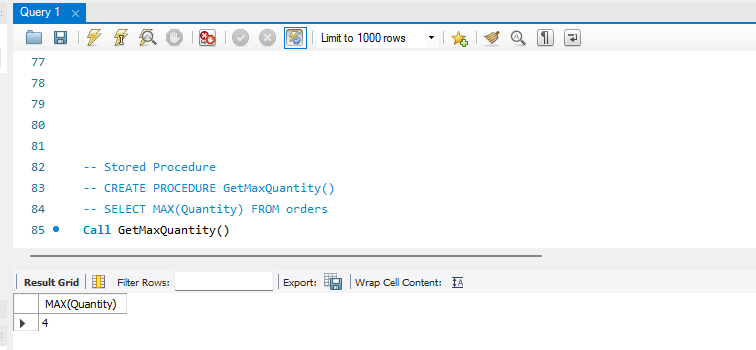 Query 1
Limit to 1000 rows
77
78
79
80
81
82 -- Stored Procedure
83 -- CREATE PROCEDURE GetMaxQuantity()
84 -- SELECT MAX(Quantity) FROM orders
85 Call GetMaxQuantity()
Result Grid Filter Rows: Export: Wrap Cell Content:
MAX(Quantity)
4